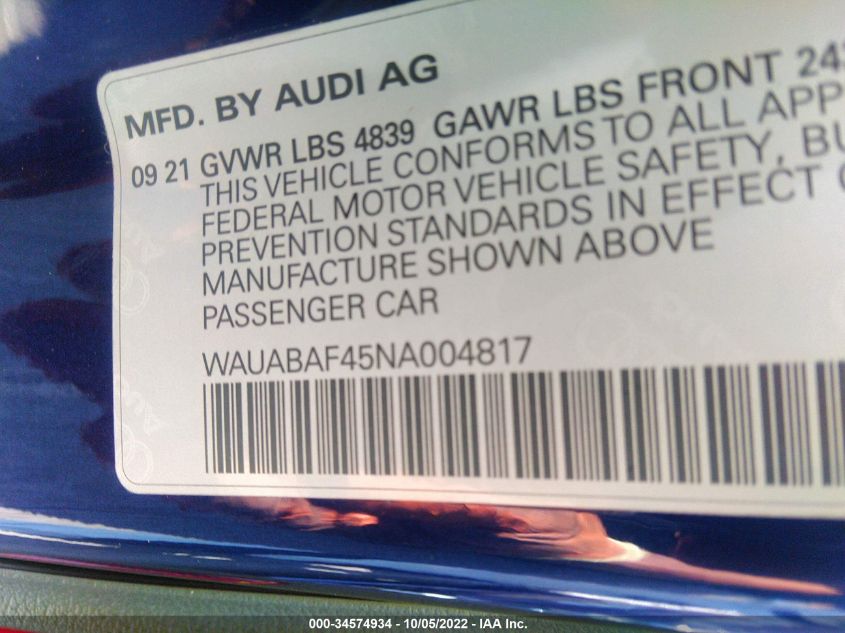 MFD. BY AUDI AG
09 21 GVWR LBS 4839 GAWR LBS FRONT
THIS VEHICLE CONFORMS TO ALL
FEDERAL MOTOR VEHICLE SAFETY,
PREVENTION STANDARDS IN EFFECT
MANUFACTURE SHOWN ABOVE
PASSENGER CAR
WAUABAF45NA004817
000-34574934 - 10/05/2022 - IAA Inc.